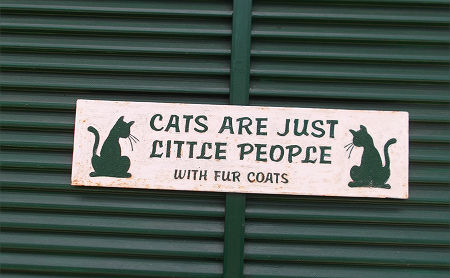 CATS ARE JUST
LITTLE PEOPLE
WITH FUR COATS